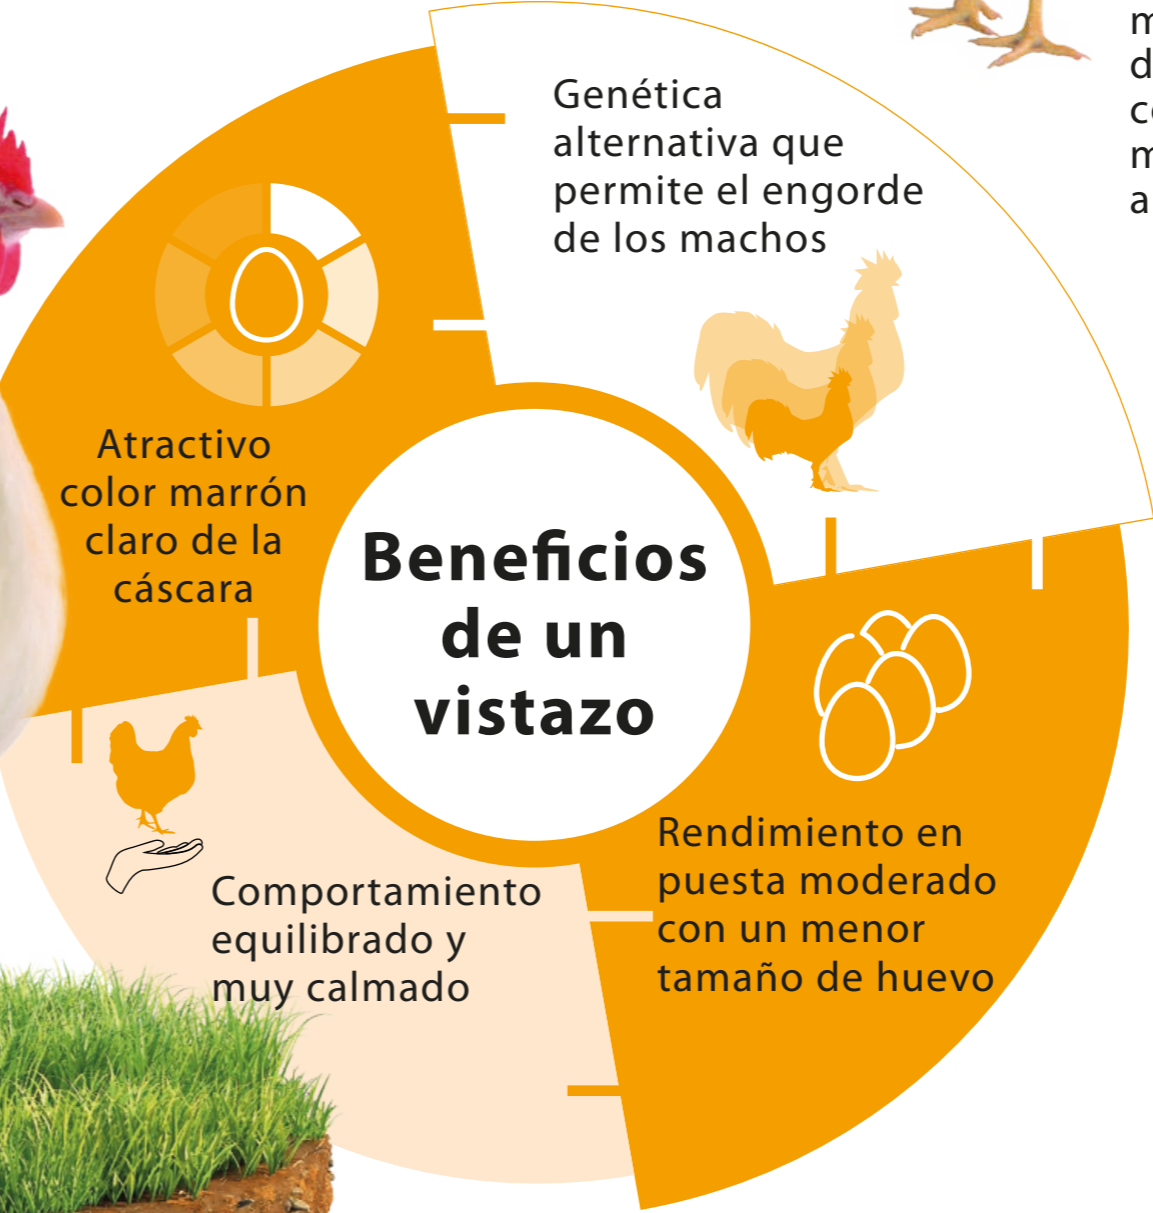 Genética
alternativa que
permite el engorde
de los machos
Atractivo
color marrón
claro de la
cáscara
Beneficios
de un
vistazo
Rendimiento en
puesta moderado
con un menor
tamaño de huevo
Comportamiento
equilibrado y
muy calmado